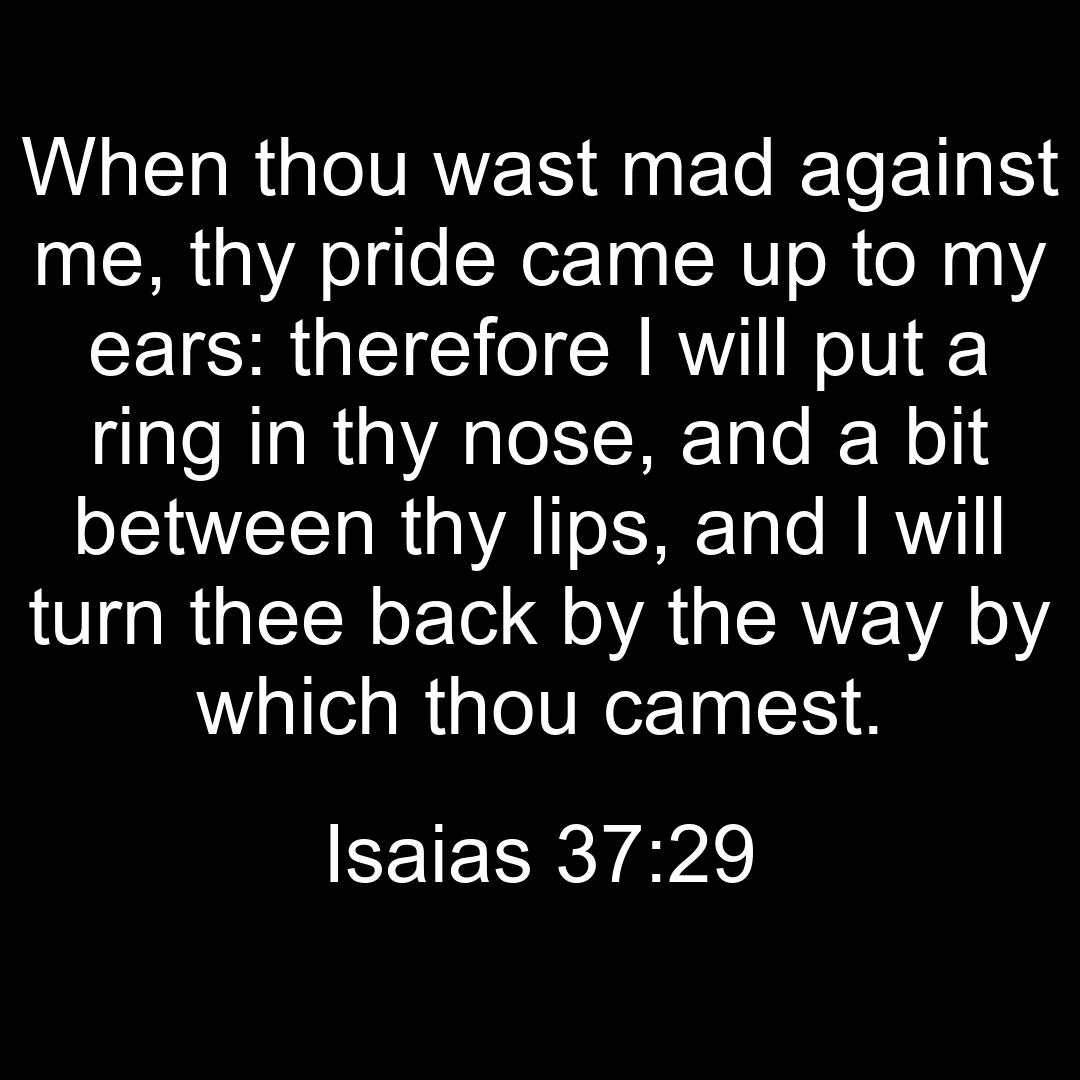 When thou wast mad against
me, thy pride came up to my
ears: therefore I will put a
ring in thy nose, and a bit
between thy lips, and I will
turn thee back by the way by
which thou camest.
Isaias 37:29